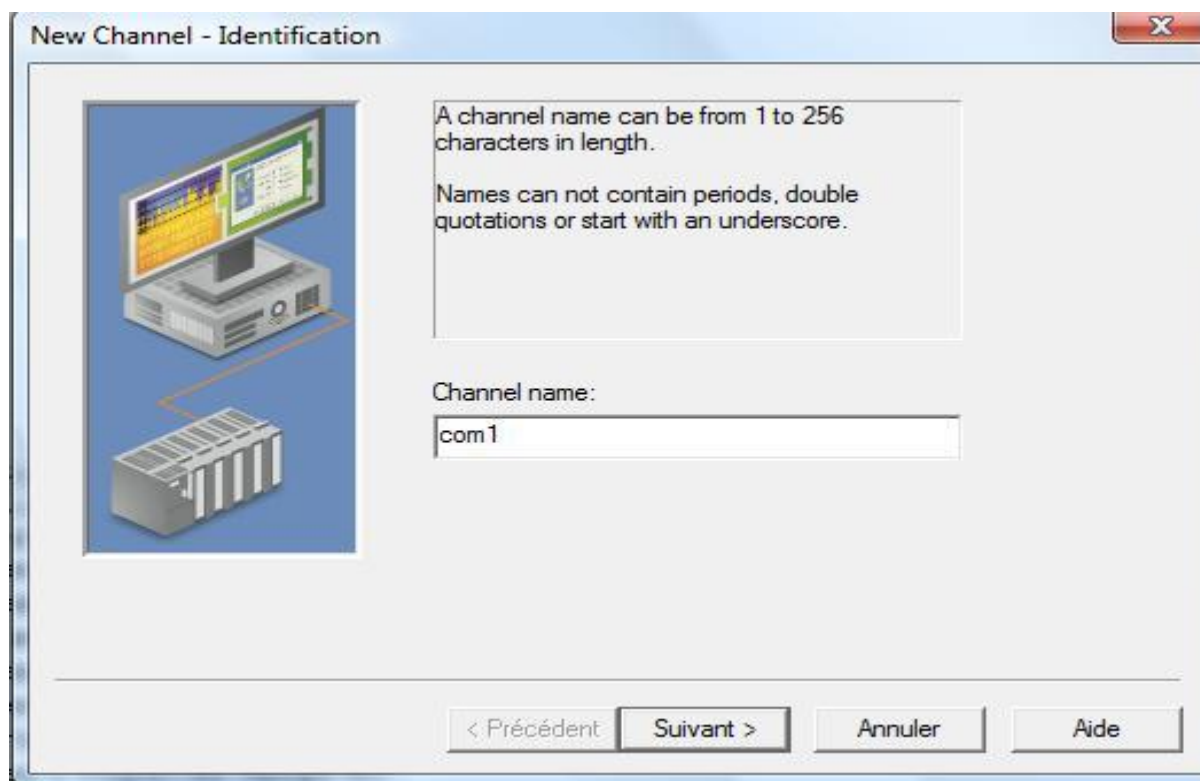 New Channel - Identification
A channel name can be from 1 to 256
characters in length.
Names can not contain periods, double
quotations or start with an underscore.
Channel name:
com1
< Précédent
Suivant >
Annuler
Aide